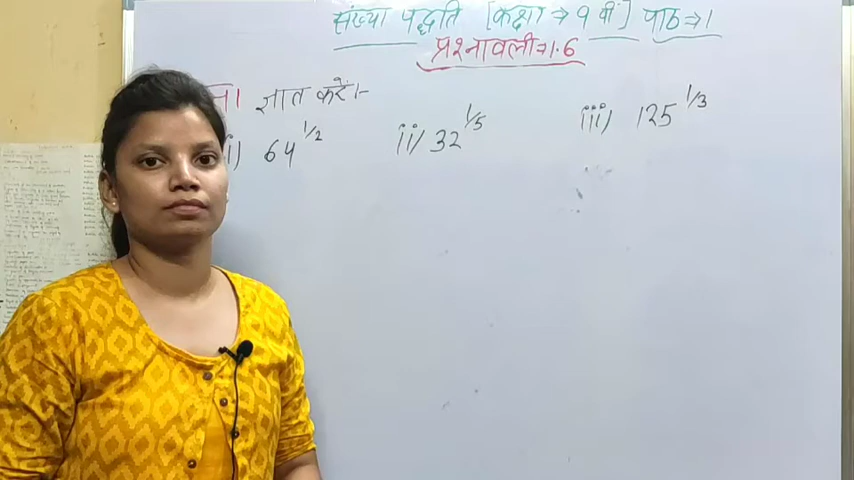 संख्या पद्धति [कक्षा → 9 वीं] पाठ → 1
प्रश्नावली → 1.6
ज्ञात करें।-
i) 64^1/2 ii) 32^1/5 iii) 125^1/3